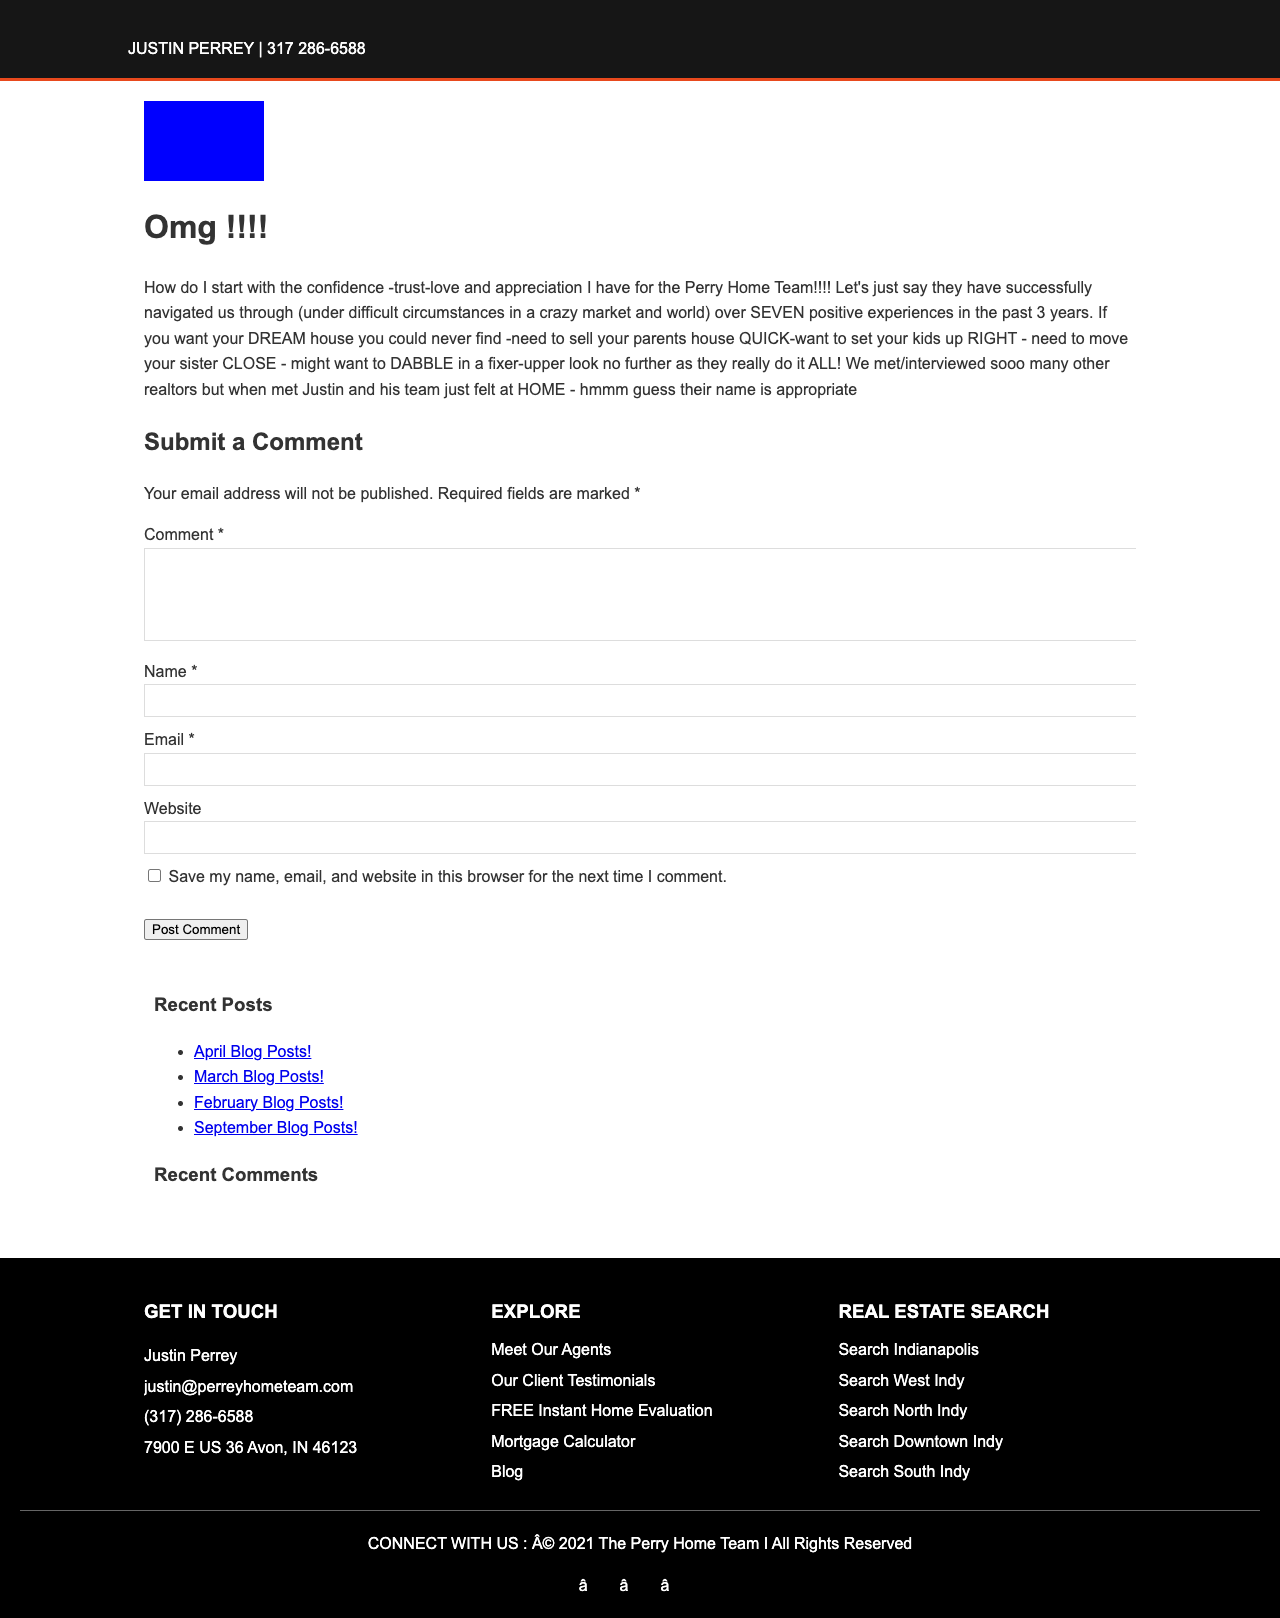 JUSTIN PERREY | 317 286-6588
Omg !!!!
How do I start with the confidence -trust-love and appreciation I have for the Perry Home Team!!!! Let's just say they have successfully
navigated us through (under difficult circumstances in a crazy market and world) over SEVEN positive experiences in the past 3 years. If
you want your DREAM house you could never find -need to sell your parents house QUICK-want to set your kids up RIGHT - need to move
your sister CLOSE - might want to DABBLE in a fixer-upper look no further as they really do it ALL! We met/interviewed sooo many other
realtors but when met Justin and his team just felt at HOME - hmmm guess their name is appropriate
Submit a Comment
Your email address will not be published. Required fields are marked *
Comment *
Name *
Email *
Website
Save my name, email, and website in this browser for the next time I comment.
Post Comment
Recent Posts
April Blog Posts!
March Blog Posts!
February Blog Posts!
September Blog Posts!
Recent Comments
GET IN TOUCH
Justin Perrey
justin@perreyhometeam.com
(317) 286-6588
7900 E US 36 Avon, IN 46123
EXPLORE
Meet Our Agents
Our Client Testimonials
FREE Instant Home Evaluation
Mortgage Calculator
Blog
REAL ESTATE SEARCH
Search Indianapolis
Search West Indy
Search North Indy
Search Downtown Indy
Search South Indy
CONNECT WITH US : Â© 2021 The Perry Home Team I All Rights Reserved
â â â